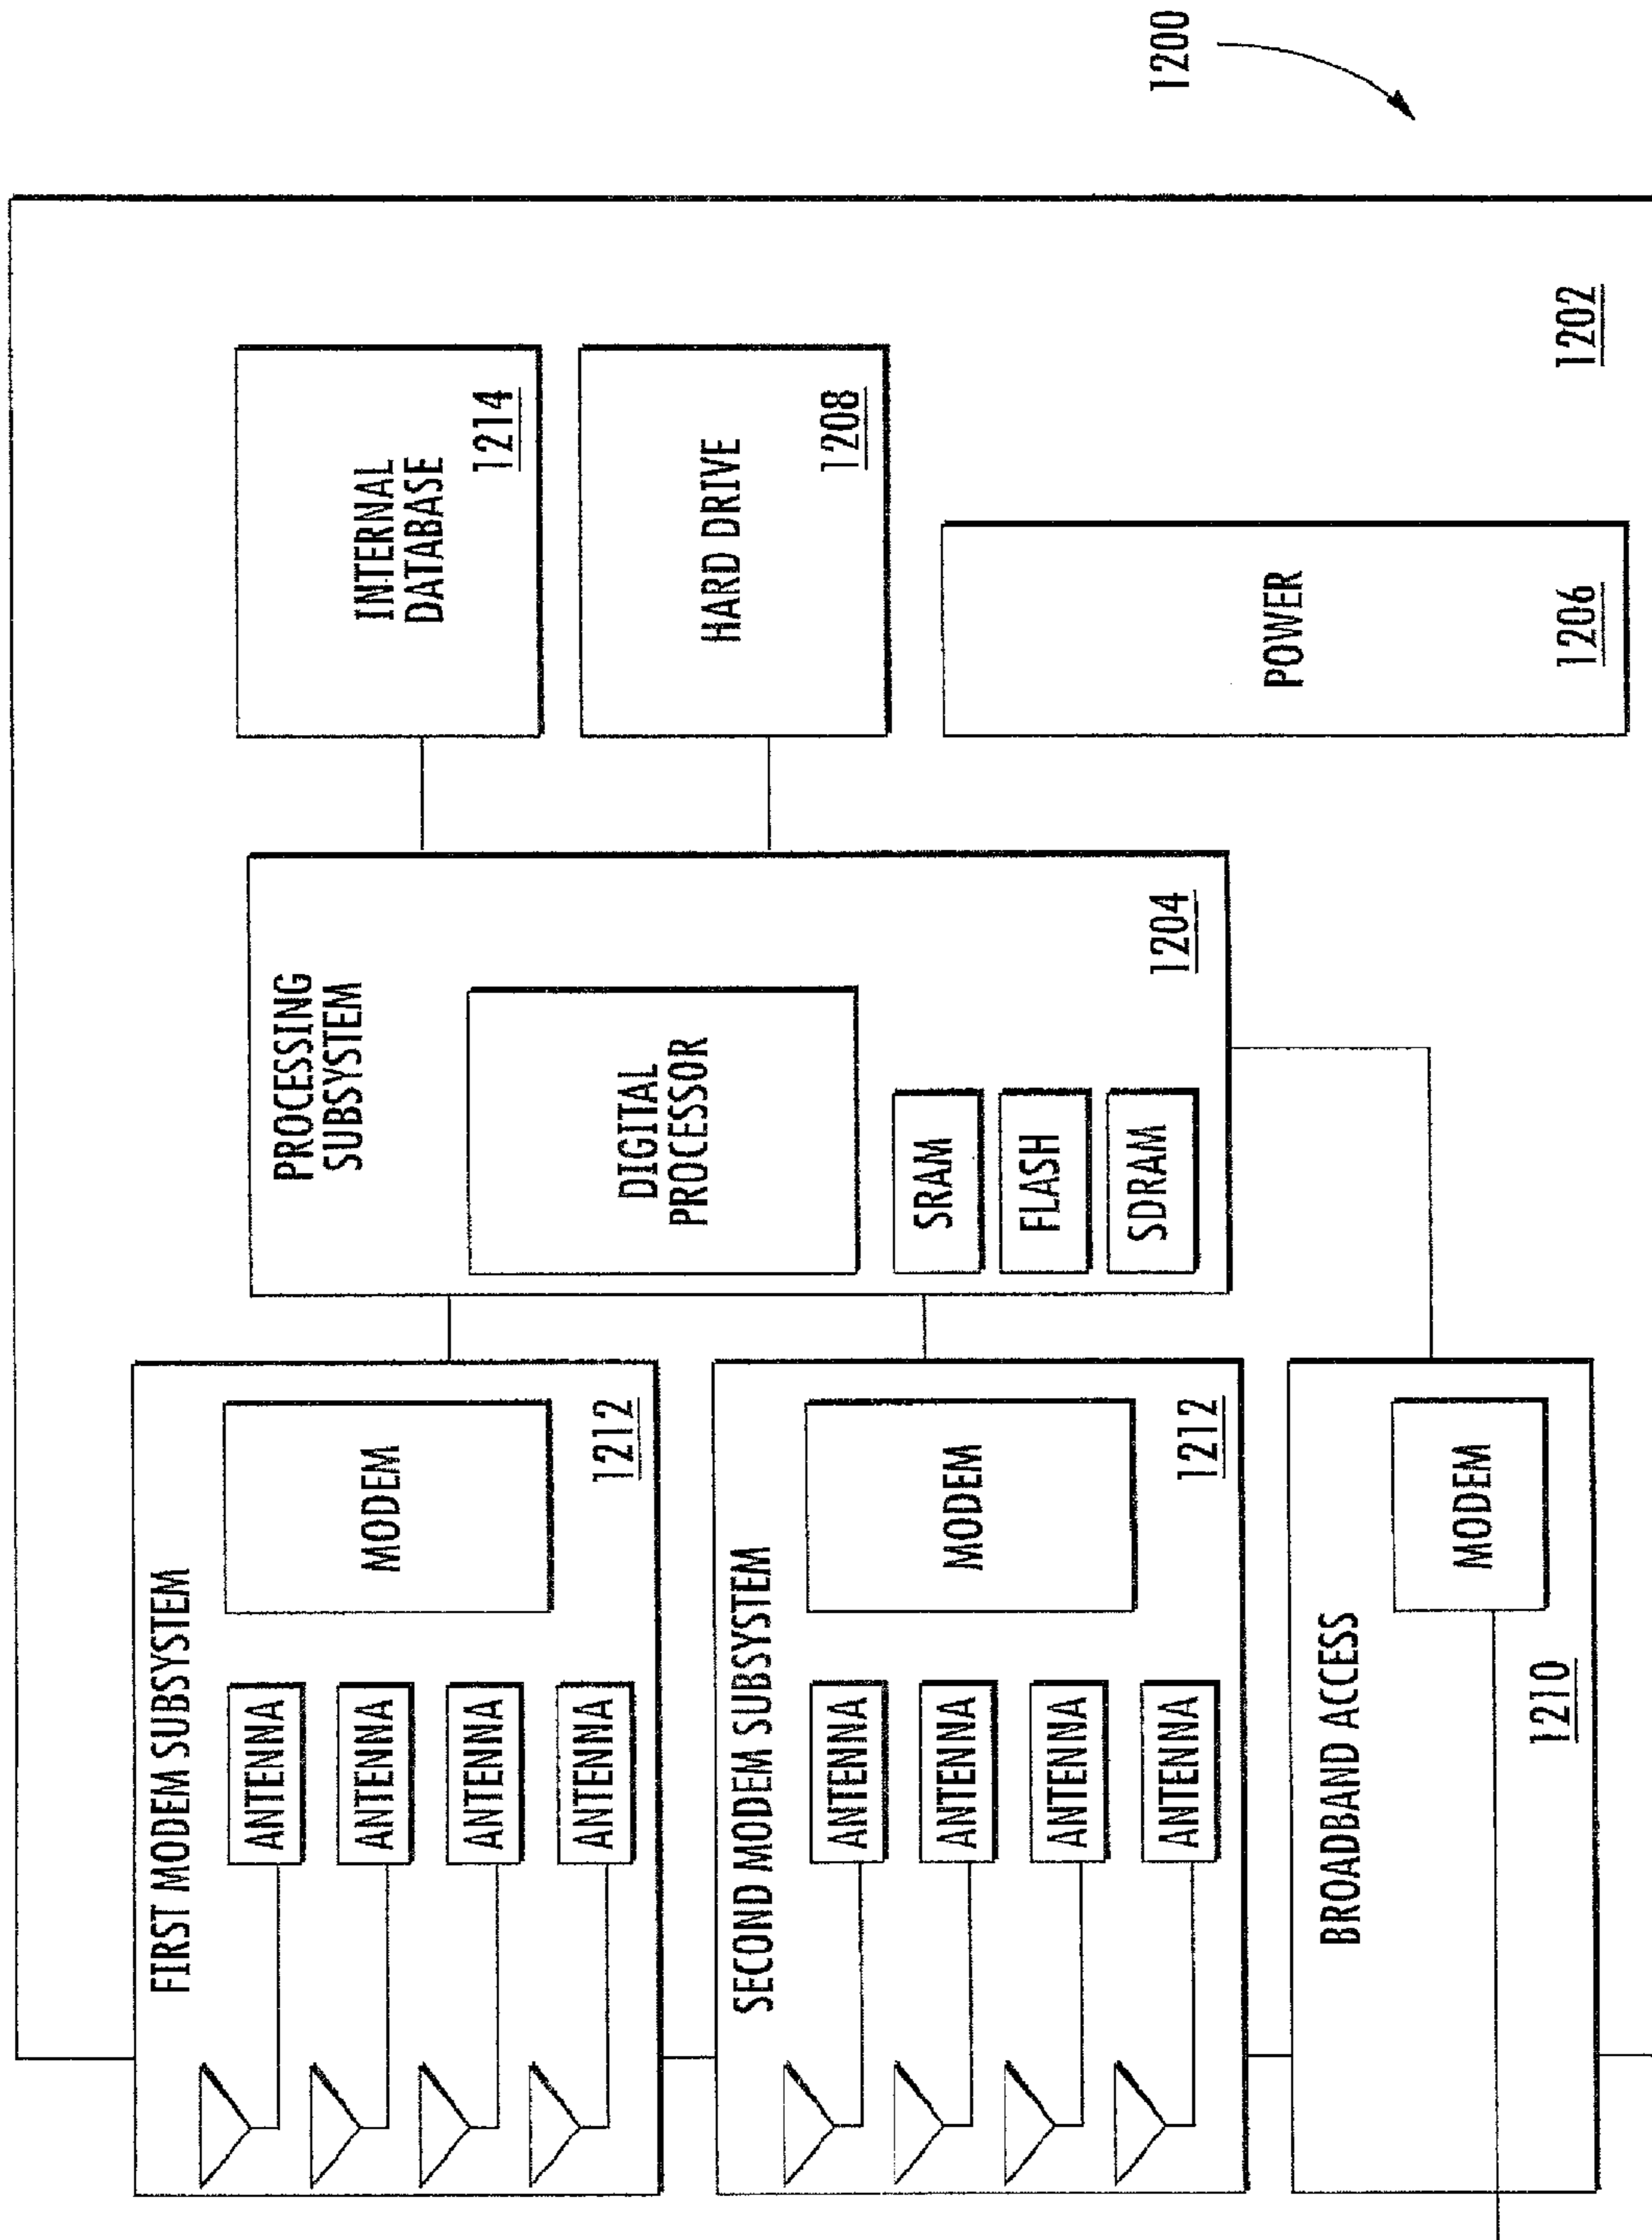 FIRST MODEM SUBSYSTEM
ANTENNA
ANTENNA
ANTENNA
ANTENNA
MODEM
1212
SECOND MODEM SUBSYSTEM
ANTENNA
ANTENNA
ANTENNA
ANTENNA
MODEM
1212
BROADBAND ACCESS
MODEM
1210
PROCESSING
SUBSYSTEM
DIGITAL
PROCESSOR
SRAM
FLASH
SDRAM
1204
INTERNAL
DATABASE
1214
HARD DRIVE
1208
POWER
1206
1202
1200